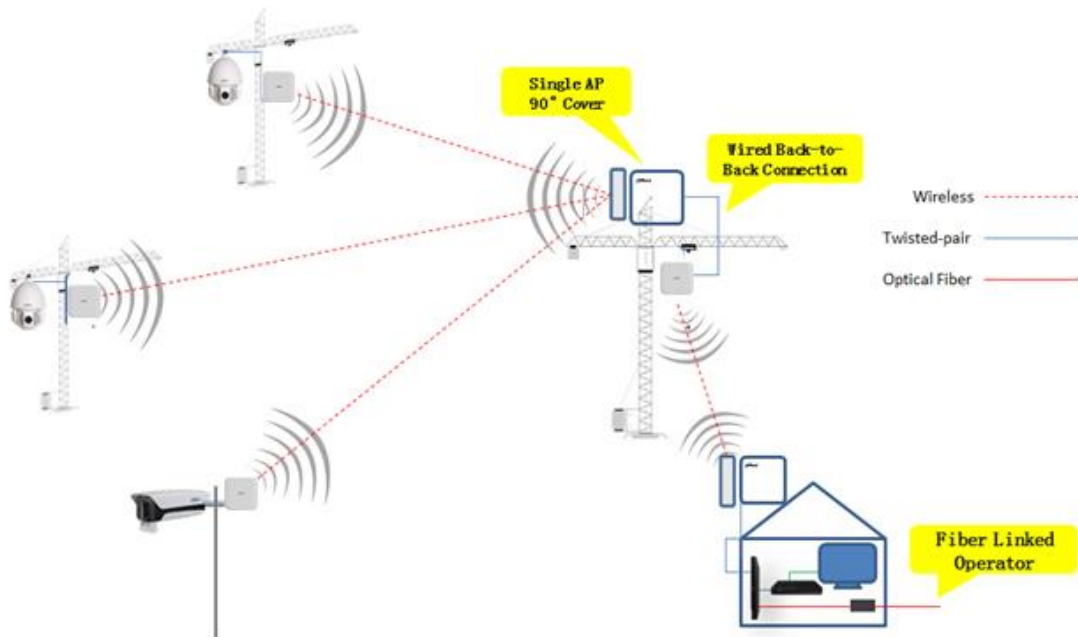 Single AP
90° Cover
Wired Back-to-
Back Connection
Wireless
Twisted-pair
Optical Fiber
Fiber Linked
Operator